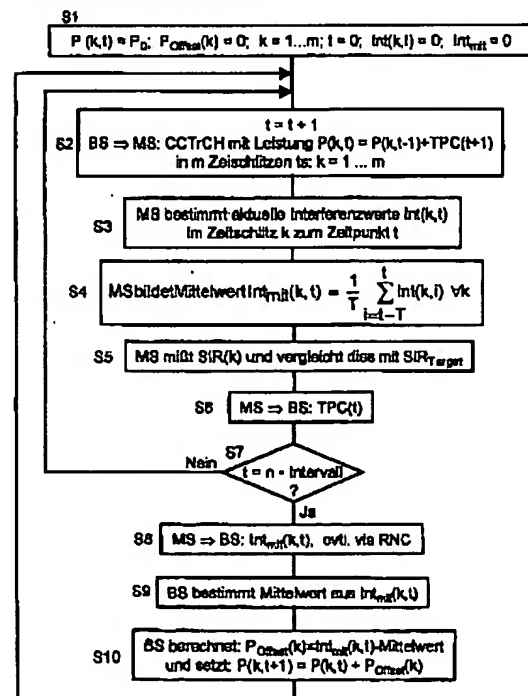 S1
P (k,t) = P0; POffset(k) = 0; k = 1...m; t = 0; Int(k,t) = 0; Intmit = 0
t = t + 1
S2 BS ⇒ MS: CCTrCH mit Leistung P(k,t) = P(k,t-1)+TPC(t+1)
in m Zeischlitzen ts: k = 1 ... m
S3
MS bestimmt aktuelle Interferenzwerte Int(k,t)
im Zeitschlitz k zum Zeitpunkt t
S4 MS bildet Mittelwert Intmit(k,t) = 1/T ∑ i=t-T t Int(k,i) ∀k
S5 MS mißt SIR(k) und vergleicht dies mit SIRTarget
S6 MS ⇒ BS: TPC(t)
S7
Nein
t = n · Intervall
?
Ja
S8 MS ⇒ BS: Intmit(k,t), evtl. via RNC
S9 BS bestimmt Mittelwert aus Intmit(k,t)
S10 BS berechnet: POffset(k)=Intmit(k,t)-Mittelwert
und setzt: P(k,t+1) = P(k,t) + POffset(k)